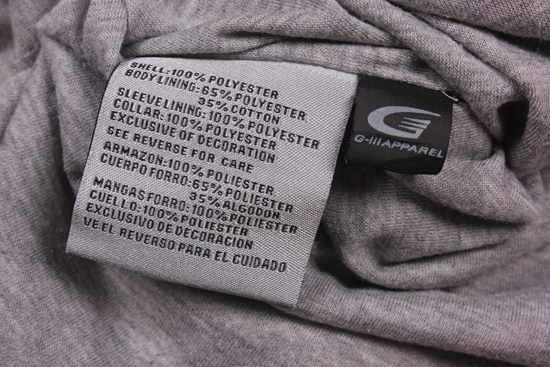 SHELL:100% POLYESTER
BODY LINING: 65% POLYESTER
35% COTTON
SLEEVE LINING: 100% POLYESTER
COLLAR: 100% POLYESTER
EXCLUSIVE OF DECORATION
SEE REVERSE FOR CARE
ARMAZON: 100% POLIESTER
CUERPO FORRO: 65% POLIESTER
35% ALGODON
MANGAS FORRO: 100% POLIESTER
CUELLO: 100% POLIESTER
EXCLUSIVO DE DECORACION
VE EL REVERSO PARA EL CUIDADO
G-III APPAREL